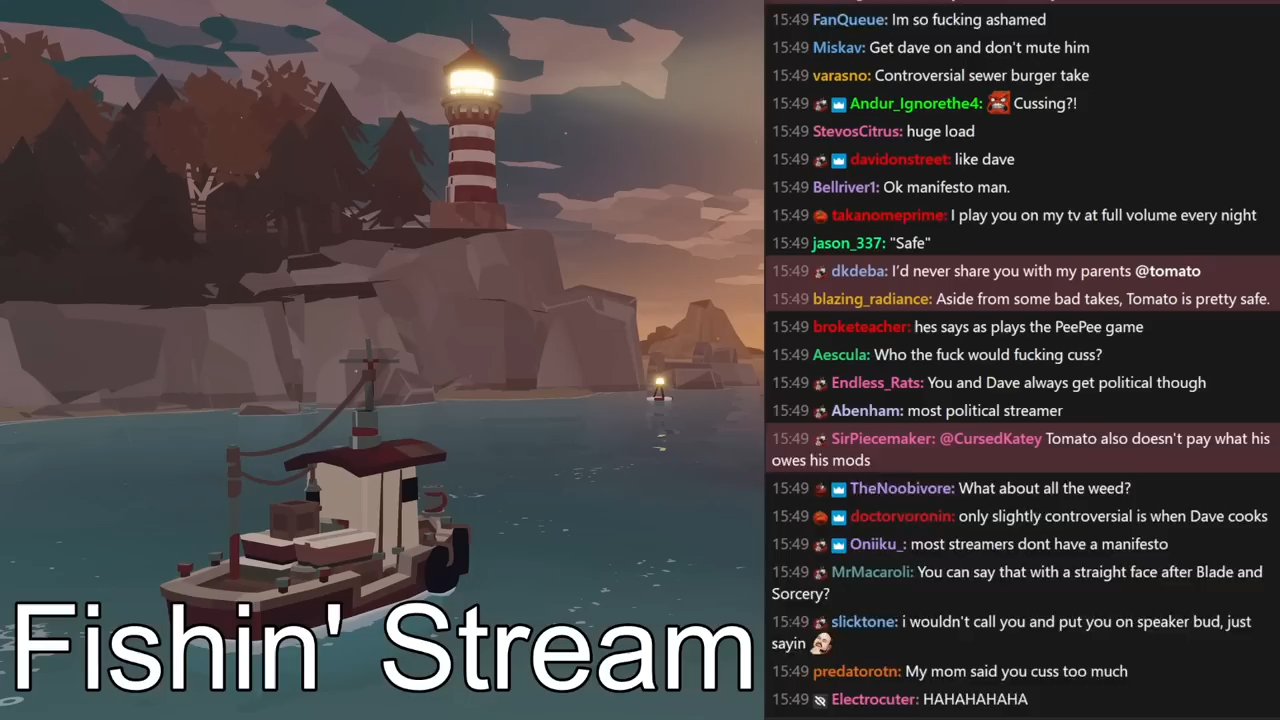 15:49 FanQueue: Im so fucking ashamed
15:49 Miskav: Get dave on and don't mute him
15:49 varasno: Controversial sewer burger take
15:49 Andur_Ignorethe4: Cussing?!
15:49 StevosCitrus: huge load
15:49 davidonstreet: like dave
15:49 Bellriver1: Ok manifesto man.
15:49 takanomeprime: I play you on my tv at full volume every night
15:49 jason_337: "Safe"
15:49 dkdeba: I'd never share you with my parents @tomato
15:49 blazing_radiance: Aside from some bad takes, Tomato is pretty safe.
15:49 broketeacher: hes says as plays the PeePee game
15:49 Aescula: Who the fuck would fucking cuss?
15:49 Endless_Rats: You and Dave always get political though
15:49 Abenham: most political streamer
15:49 SirPiecemaker: @CursedKatey Tomato also doesn't pay what his
owes his mods
15:49 TheNoobivore: What about all the weed?
15:49 doctorvoronin: only slightly controversial is when Dave cooks
15:49 Oniiku_: most streamers dont have a manifesto
15:49 MrMacaroli: You can say that with a straight face after Blade and
Sorcery?
15:49 slicktone: i wouldn't call you and put you on speaker bud, just
sayin
15:49 predatorotn: My mom said you cuss too much
15:49 Electrocuter: HAHAHAHAHA
Fishin' Stream